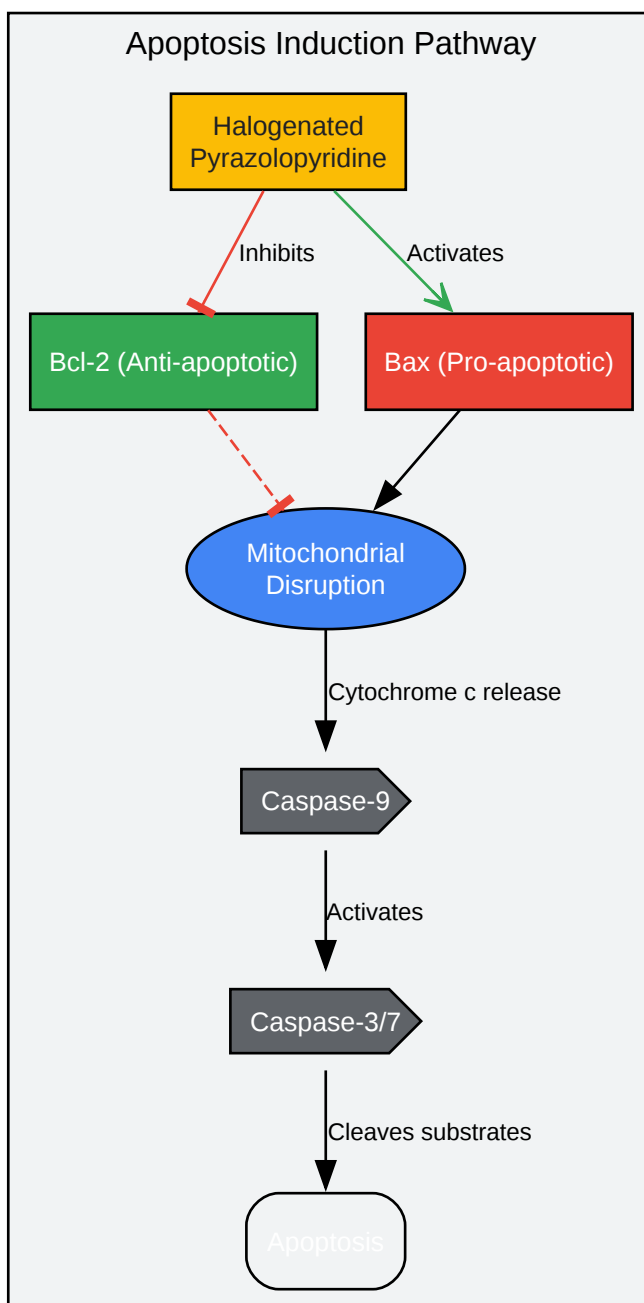 Apoptosis Induction Pathway
Halogenated
Pyrazolopyridine
Inhibits
Activates
Bcl-2 (Anti-apoptotic)
Bax (Pro-apoptotic)
Mitochondrial
Disruption
Cytochrome c release
Caspase-9
Activates
Caspase-3/7
Cleaves substrates
Apoptosis